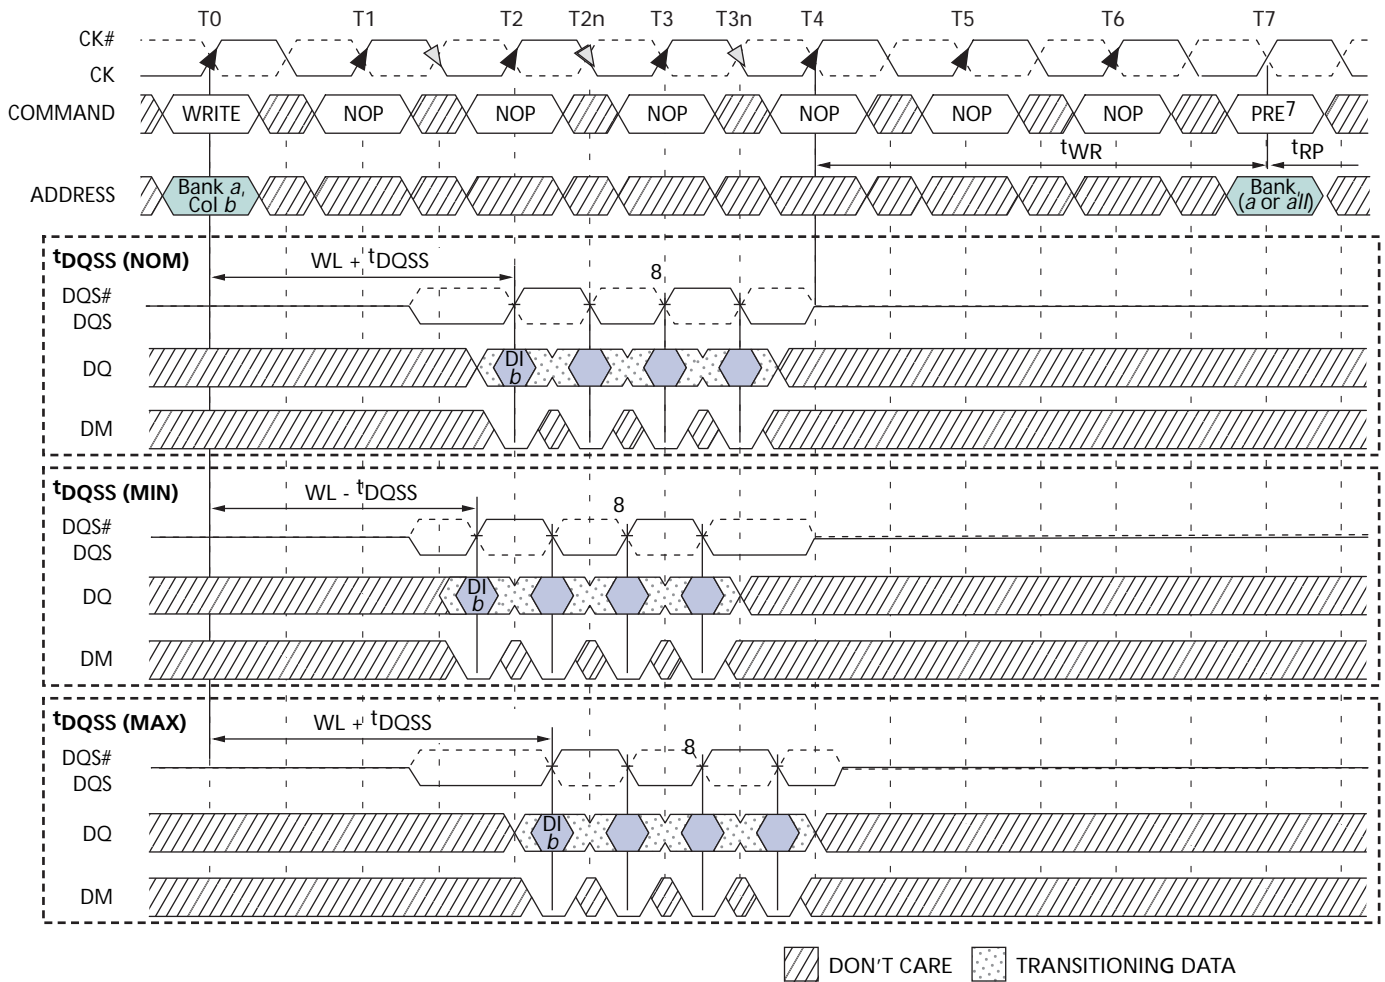 T0 T1 T2 T2n T3 T3n T4 T5 T6 T7
CK#
CK
COMMAND WRITE NOP NOP NOP NOP NOP NOP PRE7
tWR tRP
ADDRESS Bank a, Col b Bank, (a or all)
tDQSS (NOM)
WL + tDQSS
8
DQS#
DQS
DQ DI b
DM
tDQSS (MIN)
WL - tDQSS
8
DQS#
DQS
DQ DI b
DM
tDQSS (MAX)
WL + tDQSS
8
DQS#
DQS
DQ DI b
DM
DON'T CARE TRANSITIONING DATA